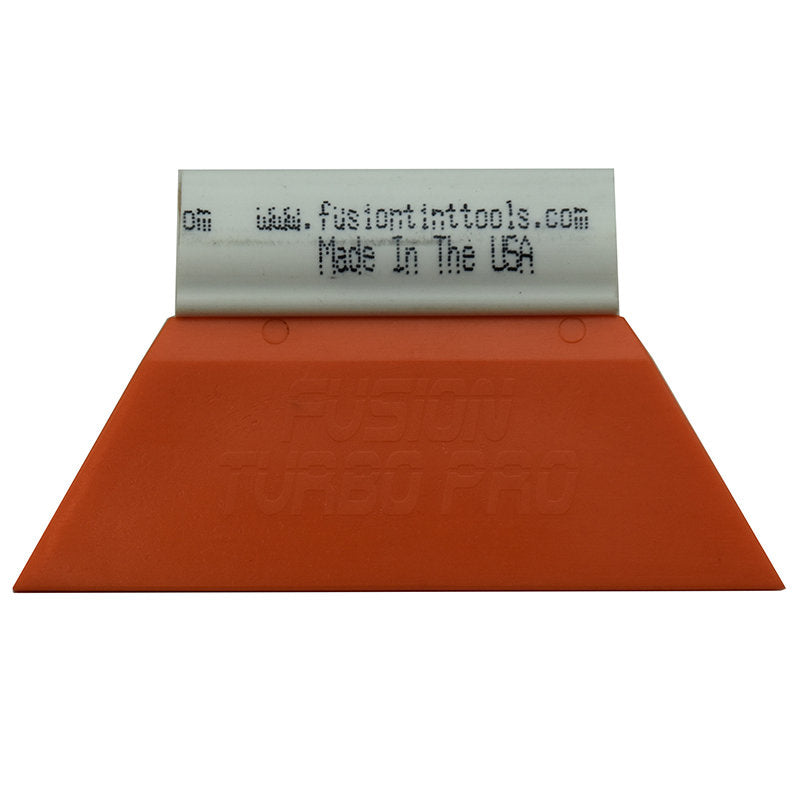 om www.fusiontinttools.com
Made In The USA
FUSION
TURBO PRO